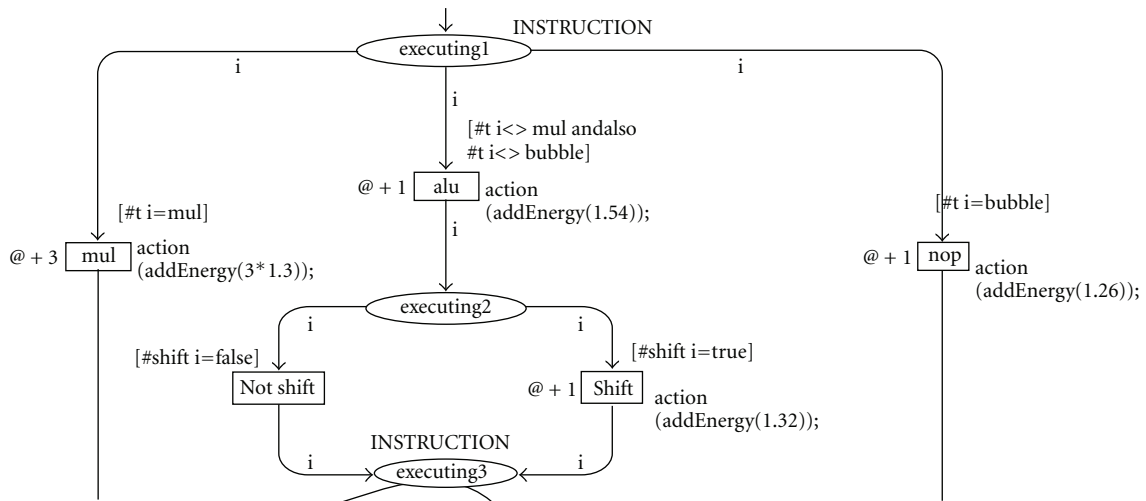 INSTRUCTION
executing1
i
i
i
[#t i<> mul andalso
#t i<> bubble]
@ + 1
alu
action
(addEnergy(1.54));
[#t i=mul]
@ + 3
mul
action
(addEnergy(3*1.3));
i
[#t i=bubble]
@ + 1
nop
action
(addEnergy(1.26));
executing2
i
i
[#shift i=false]
[#shift i=true]
Not shift
@ + 1
Shift
action
(addEnergy(1.32));
INSTRUCTION
i
executing3
i